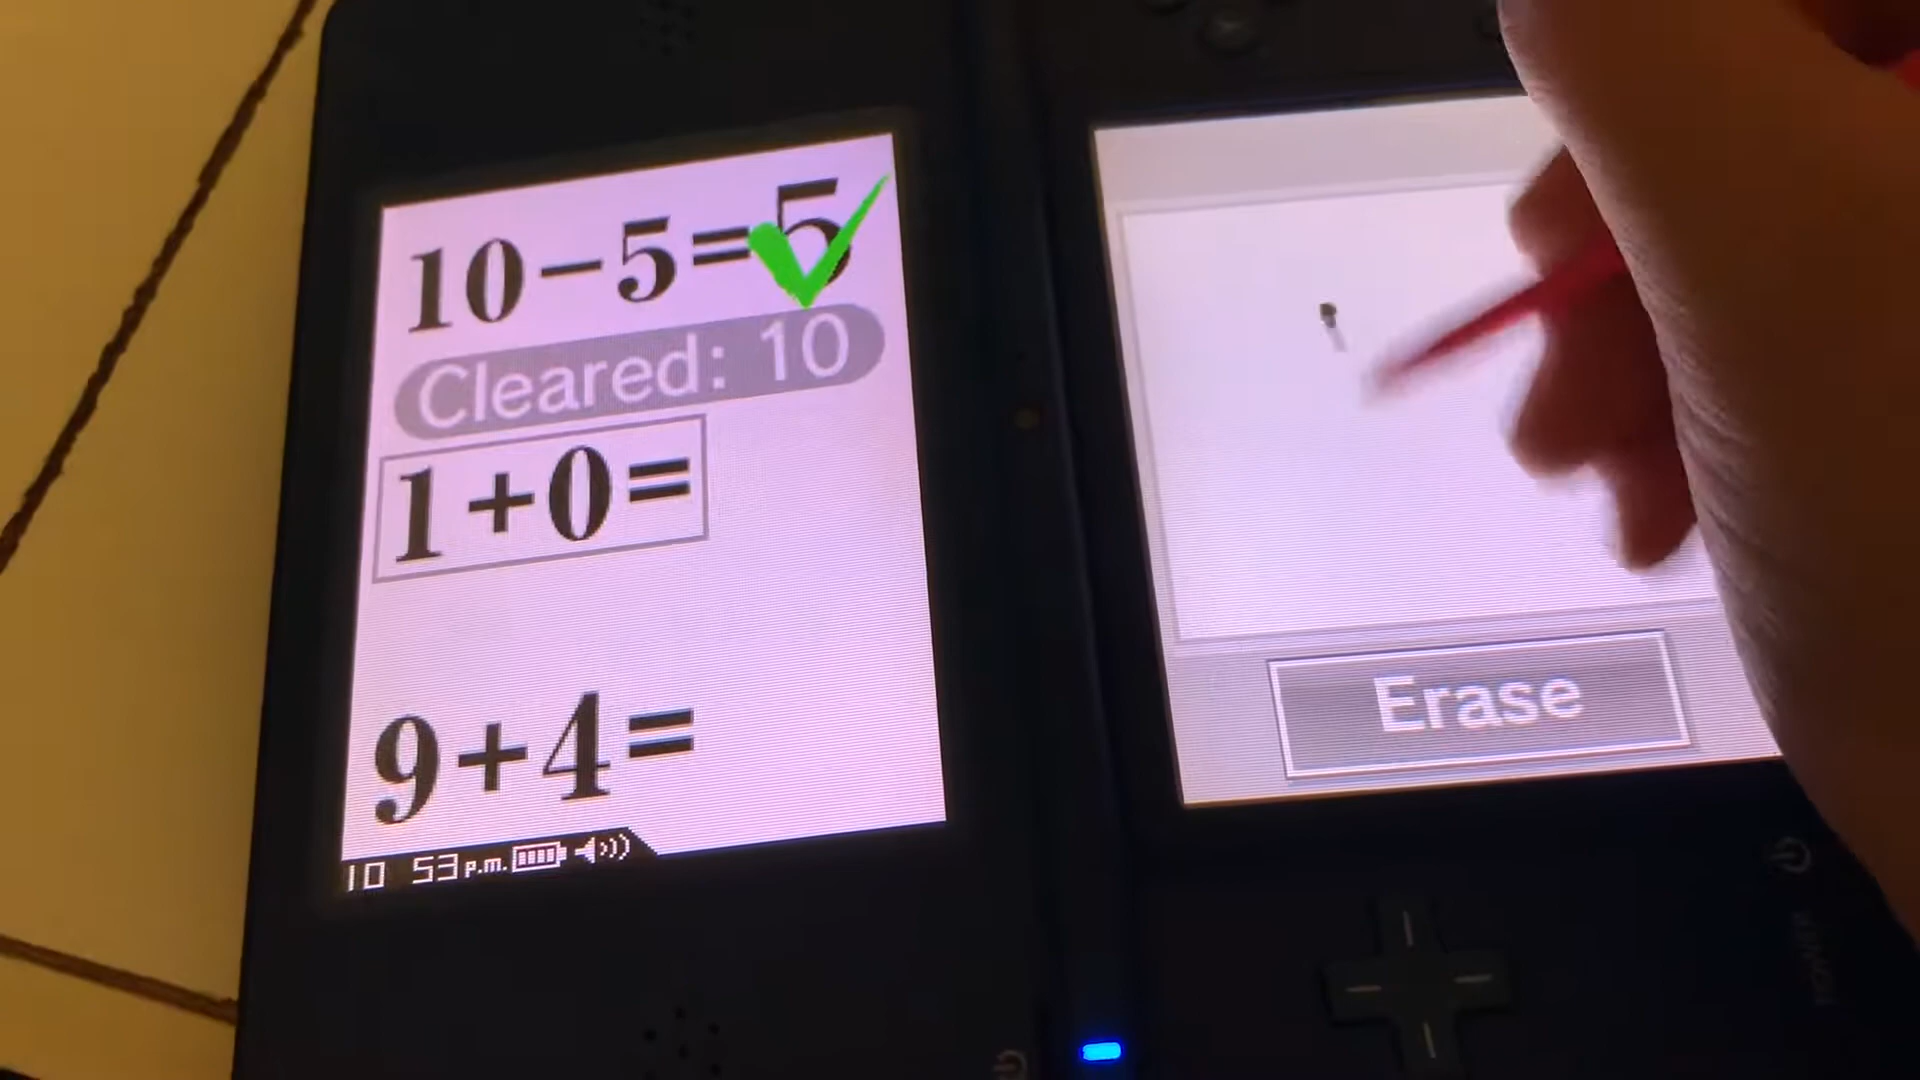 10-5=5
Cleared: 10
1+0=
9+4=
10 53 p.m.
Erase